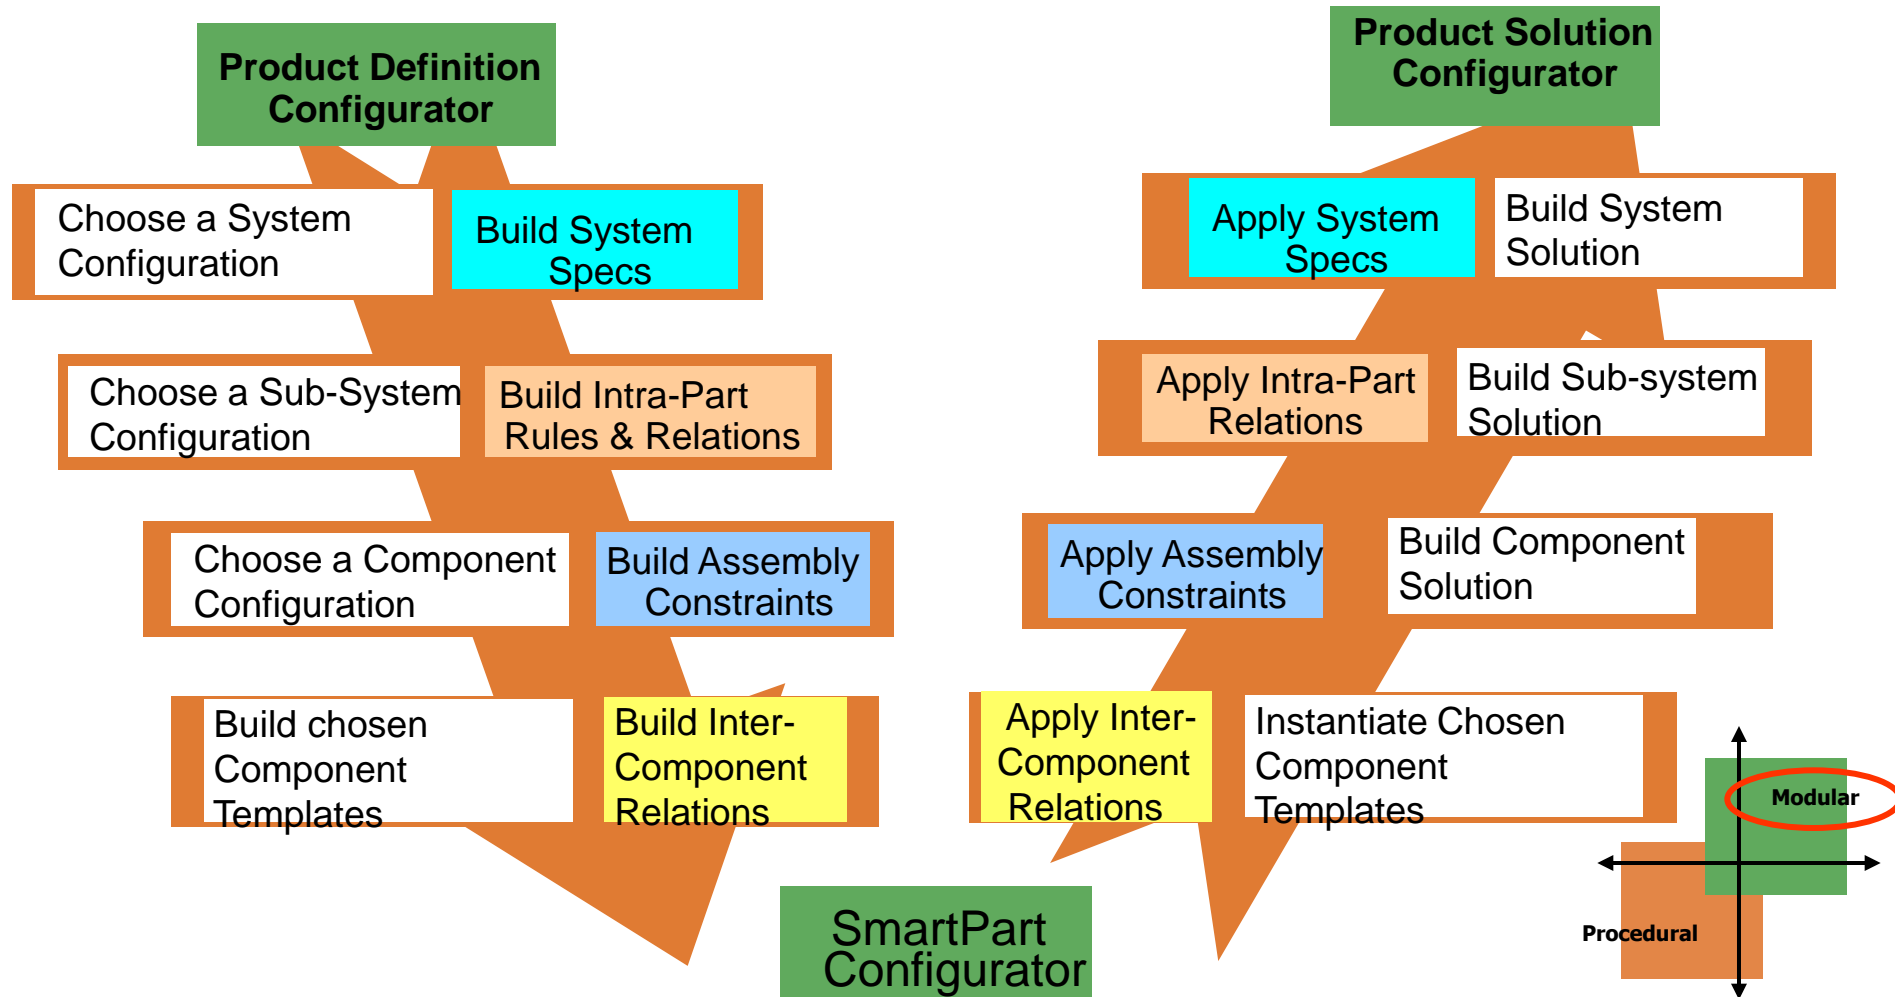 Product Definition
Configurator
Product Solution
Configurator
Choose a System
Configuration
Build System
Specs
Apply System
Specs
Build System
Solution
Choose a Sub-System
Configuration
Build Intra-Part
Rules & Relations
Apply Intra-Part
Relations
Build Sub-system
Solution
Choose a Component
Configuration
Build Assembly
Constraints
Apply Assembly
Constraints
Build Component
Solution
Build chosen
Component
Templates
Build Inter-
Component
Relations
Apply Inter-
Component
Relations
Instantiate Chosen
Component
Templates
Modular
Procedural
SmartPart
Configurator